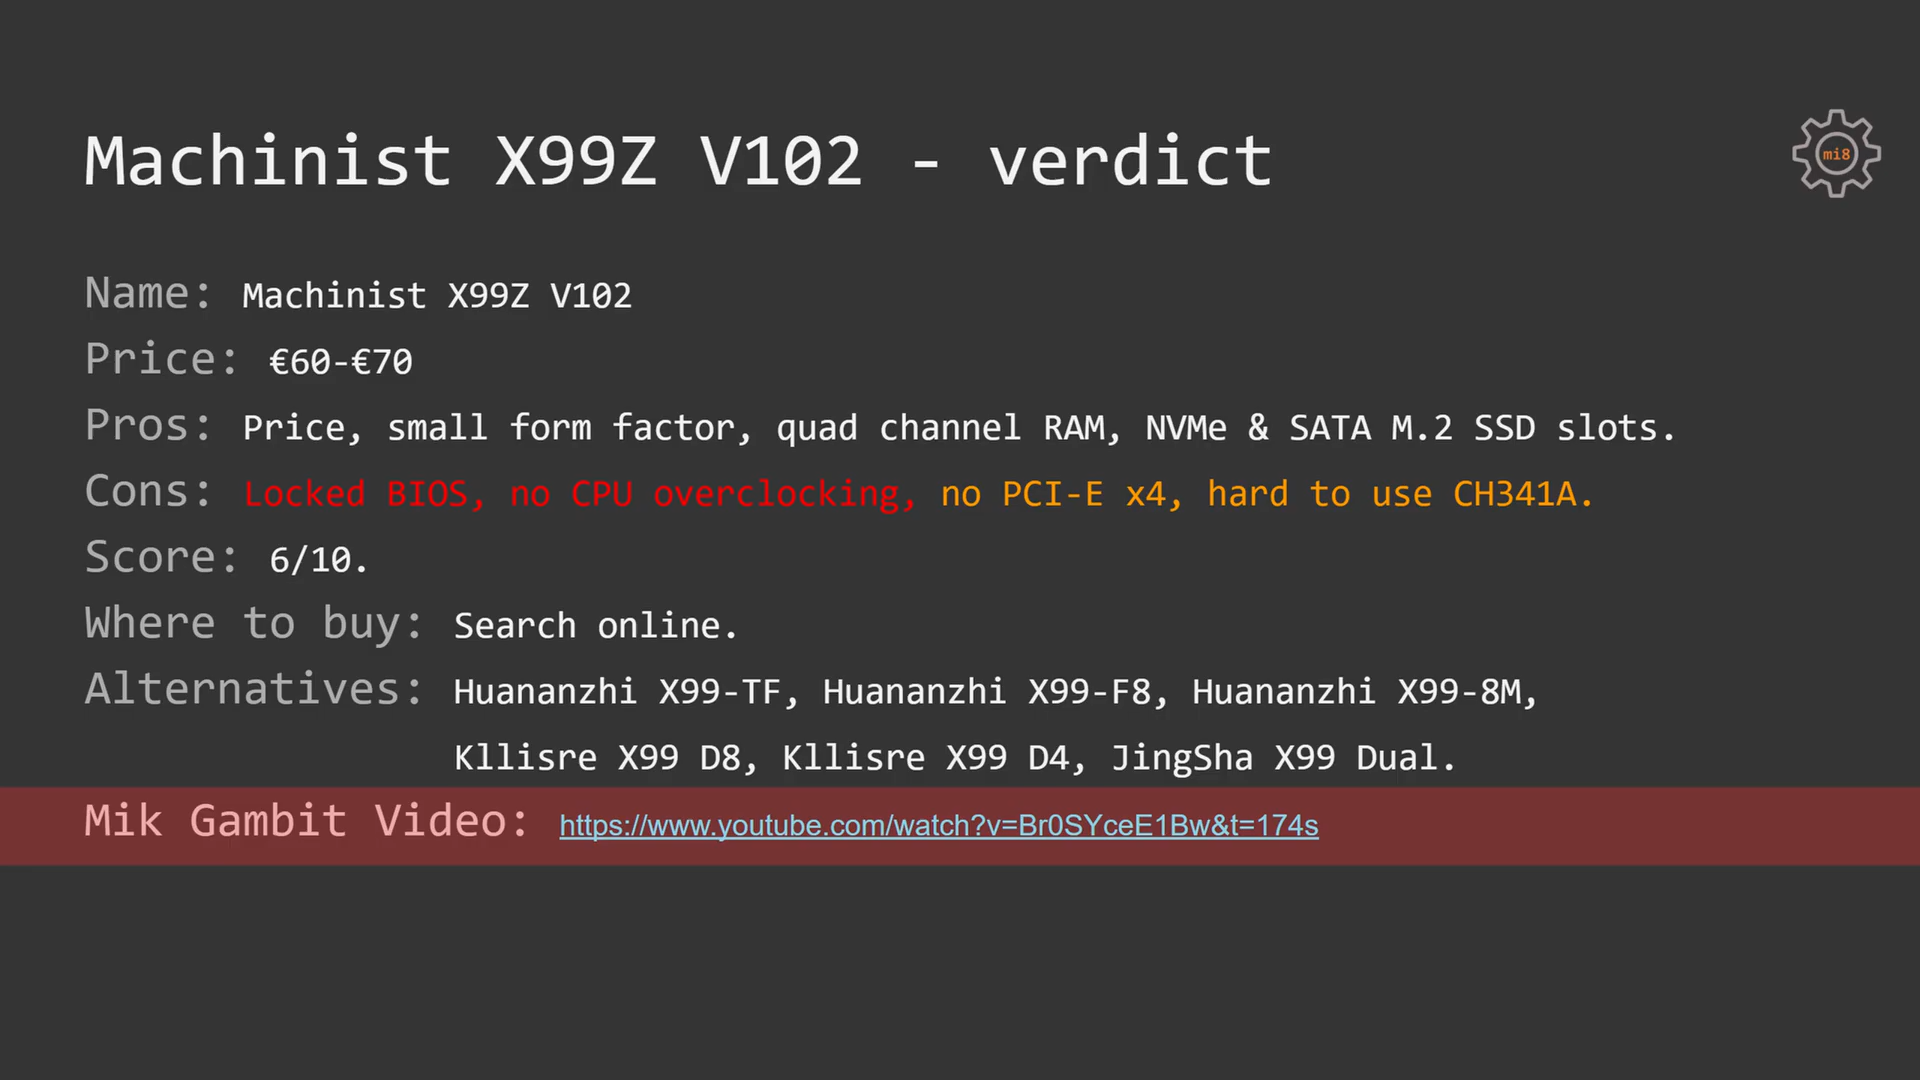 Machinist X99Z V102 - verdict
mi8
Name: Machinist X99Z V102
Price: €60-€70
Pros: Price, small form factor, quad channel RAM, NVMe & SATA M.2 SSD slots.
Cons: Locked BIOS, no CPU overclocking, no PCI-E x4, hard to use CH341A.
Score: 6/10.
Where to buy: Search online.
Alternatives: Huananzhi X99-TF, Huananzhi X99-F8, Huananzhi X99-8M,
Kllisre X99 D8, Kllisre X99 D4, JingSha X99 Dual.
Mik Gambit Video: https://www.youtube.com/watch?v=Br0SYceE1Bw&t=174s